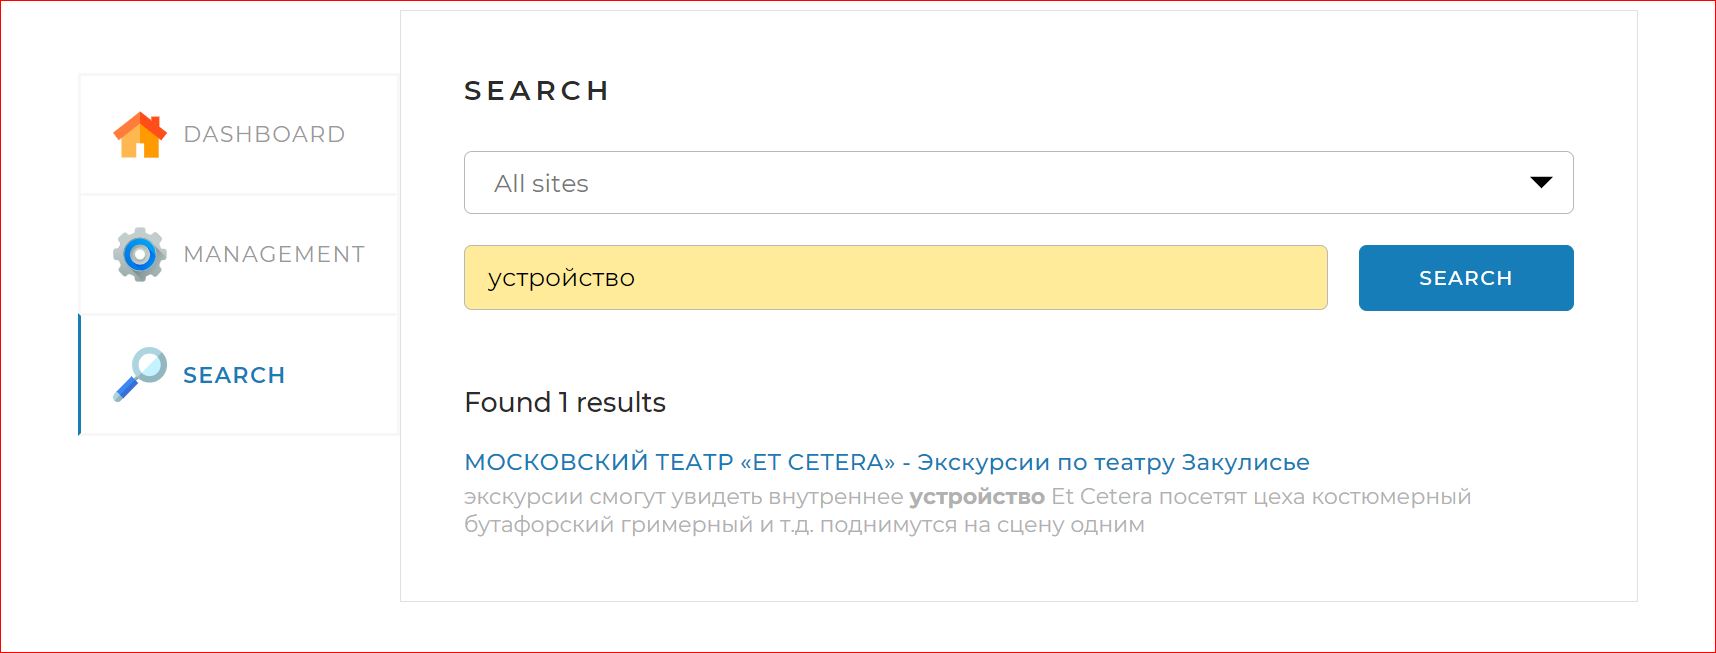 SEARCH
DASHBOARD
All sites
MANAGEMENT
устройство
SEARCH
SEARCH
Found 1 results
МОСКОВСКИЙ ТЕАТР «ET CETERA» - Экскурсии по театру Закулисье
экскурсии смогут увидеть внутреннее устройство Et Cetera посетят цеха костюмерный
бутафорский гримерный и т.д. поднимутся на сцену одним